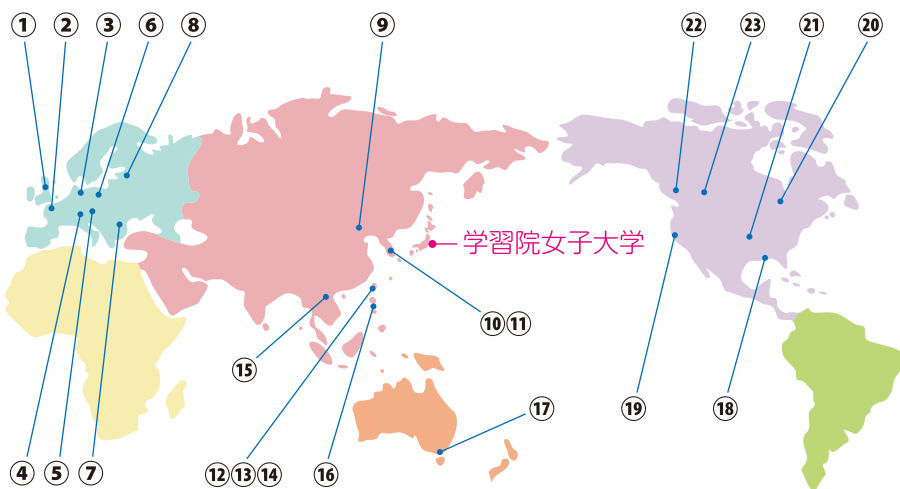 ① ② ③ ⑥ ⑧ ⑨ ㉒ ㉓ ㉑ ⑳
学習院女子大学
⑩⑪
⑮
⑰ ⑲ ⑱
④ ⑤ ⑦ ⑫⑬⑭ ⑯